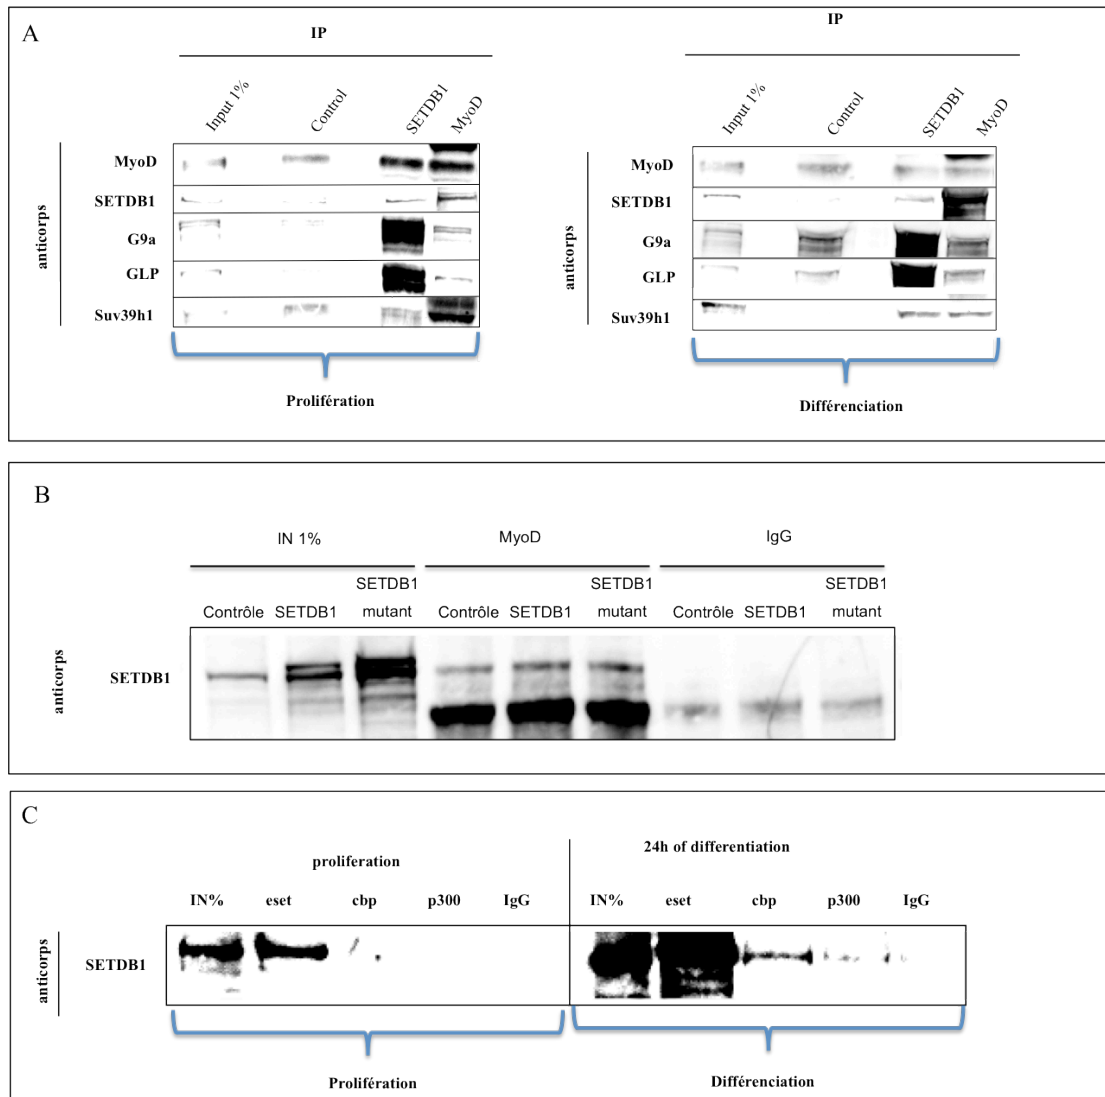 A
IP
Input 1%
Control
SETDB1
MyoD
anticorps
MyoD
SETDB1
G9a
GLP
Suv39h1
Prolifération
IP
Input 1%
Control
SETDB1
MyoD
anticorps
MyoD
SETDB1
G9a
GLP
Suv39h1
Différenciation
B
IN 1% MyoD IgG
Contrôle SETDB1 SETDB1 mutant Contrôle SETDB1 SETDB1 mutant Contrôle SETDB1 SETDB1 mutant
anticorps
SETDB1
C
proliferation 24h of differentiation
IN% eset cbp p300 IgG IN% eset cbp p300 IgG
anticorps
SETDB1
Prolifération Différenciation